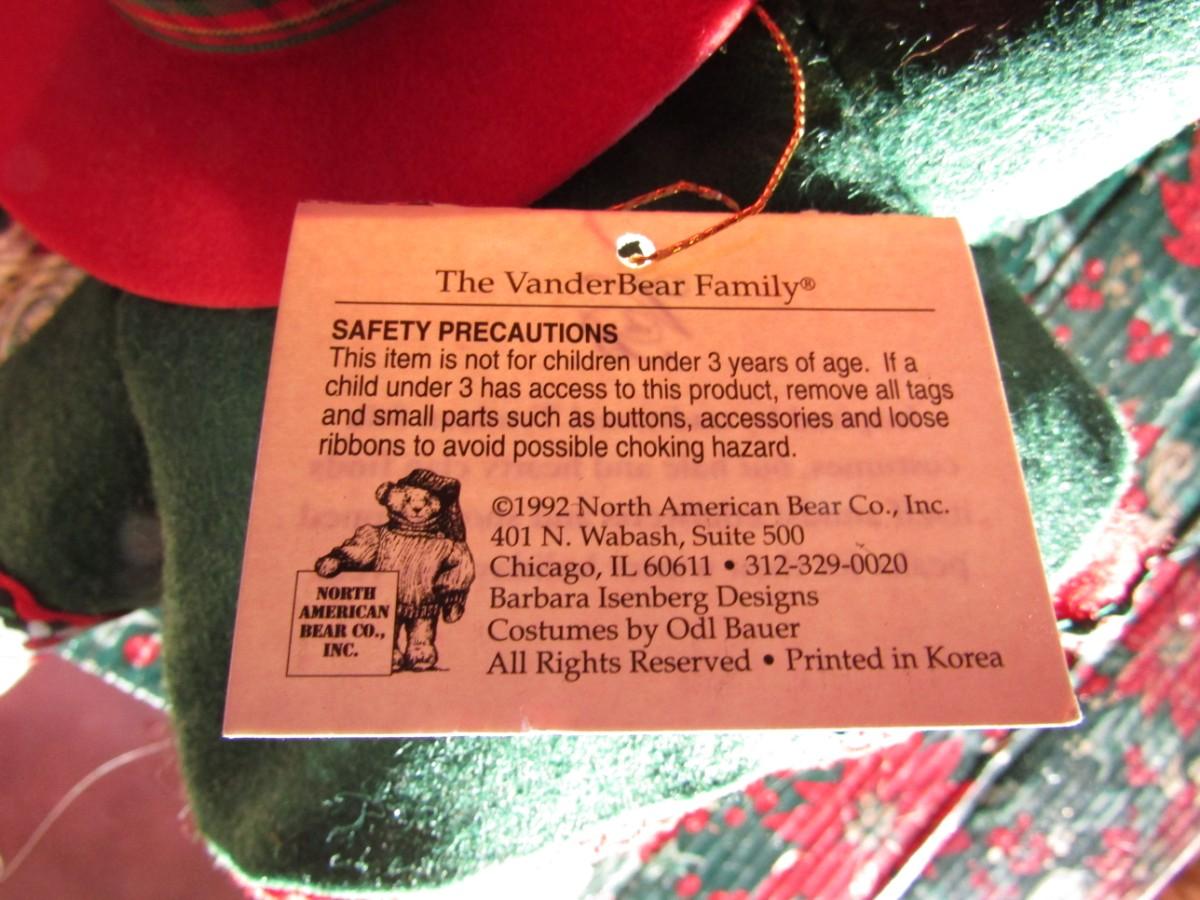 The VanderBear Family®
SAFETY PRECAUTIONS
This item is not for children under 3 years of age. If a
child under 3 has access to this product, remove all tags
and small parts such as buttons, accessories and loose
ribbons to avoid possible choking hazard.
©1992 North American Bear Co., Inc.
401 N. Wabash, Suite 500
Chicago, IL 60611 • 312-329-0020
Barbara Isenberg Designs
Costumes by Odl Bauer
All Rights Reserved • Printed in Korea
NORTH
AMERICAN
BEAR CO.,
INC.